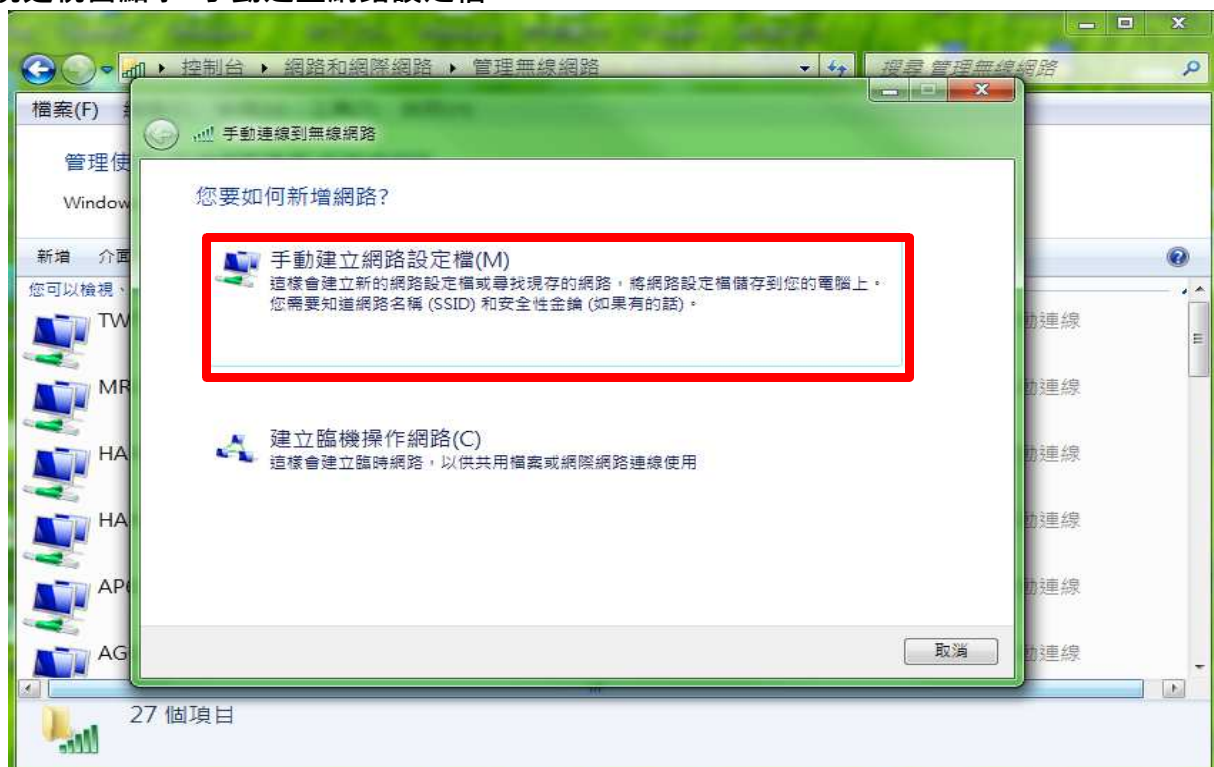 控制台 ▸ 網路和網際網路 ▸ 管理無線網路
搜尋 管理無線網路
檔案(F)
手動連線到無線網路
管理使
Window
您要如何新增網路?
新增 介面
手動建立網路設定檔(M)
這樣會建立新的網路設定檔或尋找現存的網路，將網路設定檔儲存到您的電腦上。
您需要知道網路名稱 (SSID) 和安全性金鑰 (如果有的話)。
您可以檢視、
TW
動連線
MR
動連線
建立臨機操作網路(C)
這樣會建立臨時網路，以供共用檔案或網際網路連線使用
HA
動連線
HA
動連線
AP
動連線
AG
動連線
取消
27 個項目